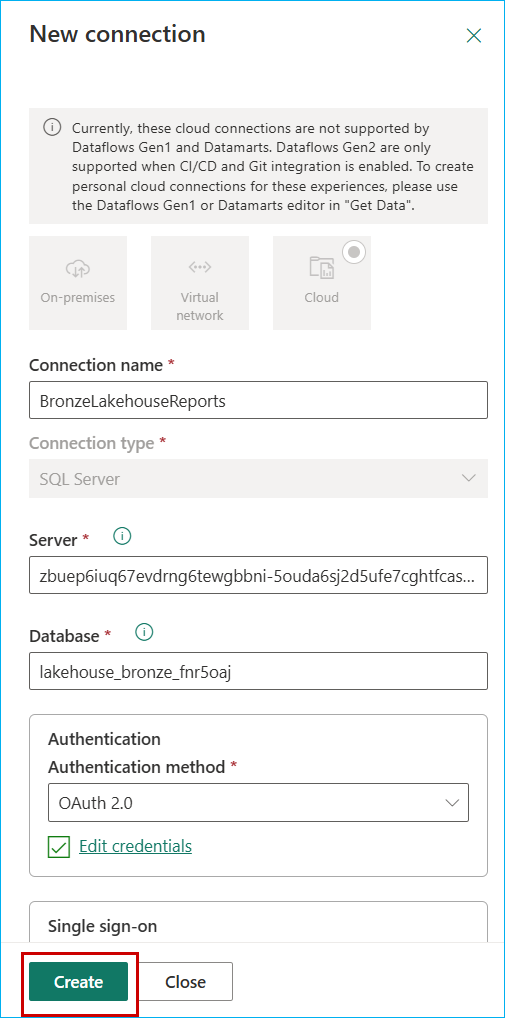 New connection
Currently, these cloud connections are not supported by
Dataflows Gen1 and Datamarts. Dataflows Gen2 are only
supported when CI/CD and Git integration is enabled. To create
personal cloud connections for these experiences, please use
the Dataflows Gen1 or Datamarts editor in "Get Data".
On-premises
Virtual
network
Cloud
Connection name *
BronzeLakehouseReports
Connection type *
SQL Server
Server *
zbuep6iuq67evdrng6tewgbbni-5ouda6sj2d5ufe7cghtfcas...
Database *
lakehouse_bronze_fnr5oaj
Authentication
Authentication method *
OAuth 2.0
Edit credentials
Single sign-on
Create
Close